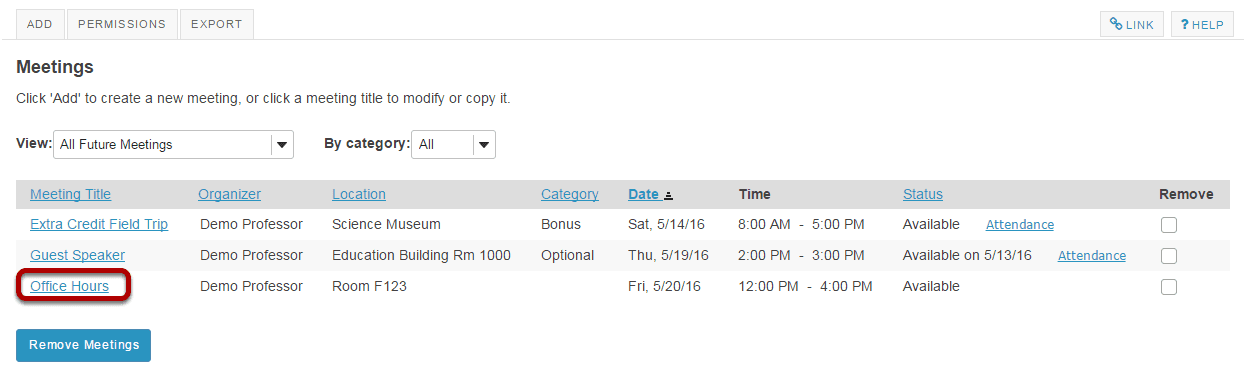 ADD PERMISSIONS EXPORT LINK ? HELP
Meetings
Click 'Add' to create a new meeting, or click a meeting title to modify or copy it.
View: All Future Meetings By category: All
Meeting Title Organizer Location Category Date Time Status Remove
Extra Credit Field Trip Demo Professor Science Museum Bonus Sat, 5/14/16 8:00 AM - 5:00 PM Available Attendance
Guest Speaker Demo Professor Education Building Rm 1000 Optional Thu, 5/19/16 2:00 PM - 3:00 PM Available on 5/13/16 Attendance
Office Hours Demo Professor Room F123 Fri, 5/20/16 12:00 PM - 4:00 PM Available
Remove Meetings